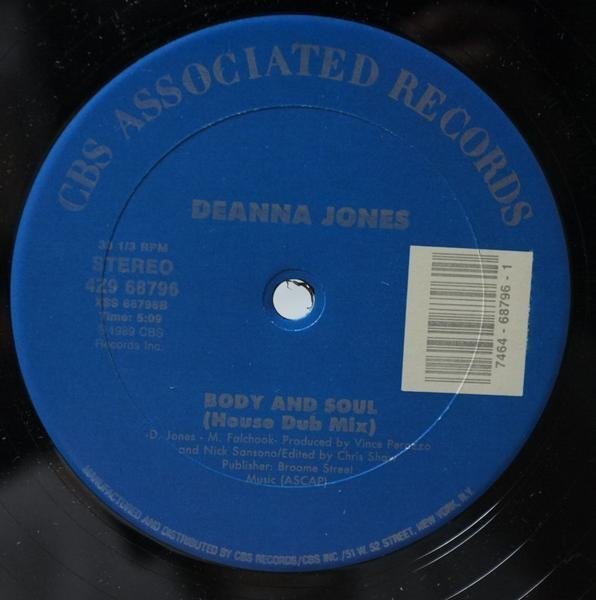 CBS ASSOCIATED RECORDS
DEANNA JONES
33 1/3 RPM
STEREO
4Z9 68796
XSS 68796B
Time: 5:09
℗1989 CBS
Records Inc.
7464-68796-1
BODY AND SOUL
(House Dub Mix)
-D. Jones - M. Falchook- Produced by Vince
and Nick Sansono/Edited by Chris
Publisher: Broome Street
Music (ASCAP)
MANUFACTURED AND DISTRIBUTED BY CBS RECORDS/CBS INC./51 W. 52 STREET, NEW YORK, N.Y.